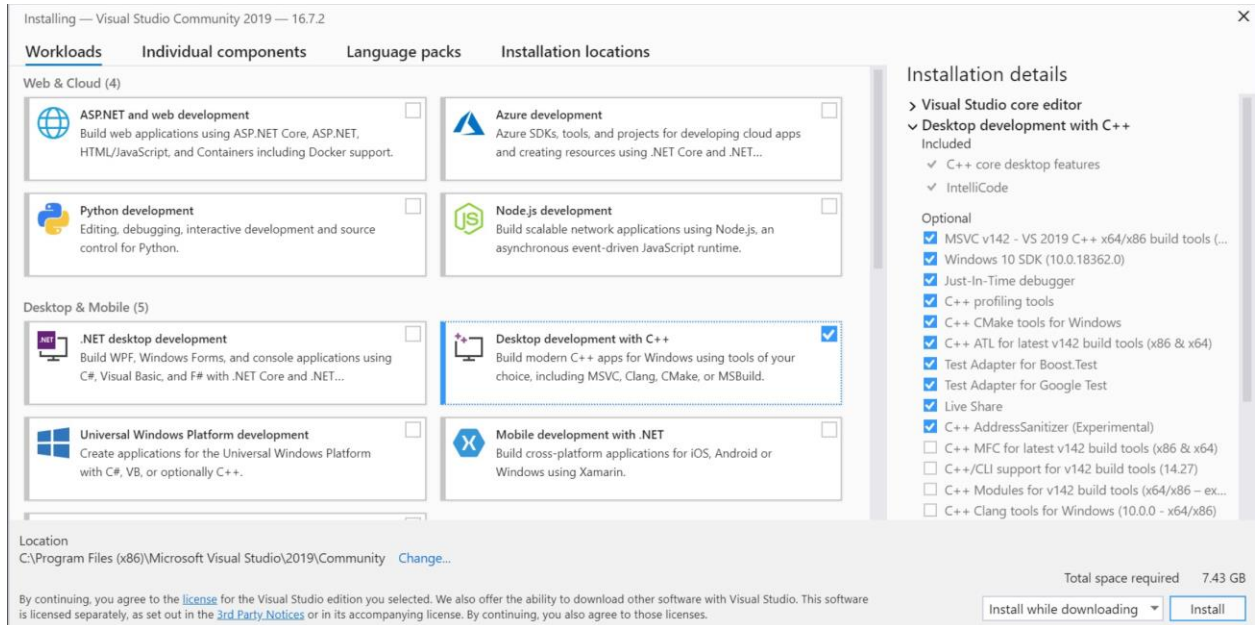 Installing — Visual Studio Community 2019 — 16.7.2
Workloads
Individual components
Language packs
Installation locations
Web & Cloud (4)
ASP.NET and web development
Build web applications using ASP.NET Core, ASP.NET,
HTML/JavaScript, and Containers including Docker support.
Azure development
Azure SDKs, tools, and projects for developing cloud apps
and creating resources using .NET Core and .NET...
Python development
Editing, debugging, interactive development and source
control for Python.
JS
Node.js development
Build scalable network applications using Node.js, an
asynchronous event-driven JavaScript runtime.
Desktop & Mobile (5)
.NET
.NET desktop development
Build WPF, Windows Forms, and console applications using
C#, Visual Basic, and F# with .NET Core and .NET...
Desktop development with C++
Build modern C++ apps for Windows using tools of your
choice, including MSVC, Clang, CMake, or MSBuild.
Universal Windows Platform development
Create applications for the Universal Windows Platform
with C#, VB, or optionally C++.
Mobile development with .NET
Build cross-platform applications for iOS, Android or
Windows using Xamarin.
Installation details
Visual Studio core editor
Desktop development with C++
Included
C++ core desktop features
IntelliCode
Optional
MSVC v142 - VS 2019 C++ x64/x86 build tools (...
Windows 10 SDK (10.0.18362.0)
Just-In-Time debugger
C++ profiling tools
C++ CMake tools for Windows
C++ ATL for latest v142 build tools (x86 & x64)
Test Adapter for Boost.Test
Test Adapter for Google Test
Live Share
C++ AddressSanitizer (Experimental)
C++ MFC for latest v142 build tools (x86 & x64)
C++/CLI support for v142 build tools (14.27)
C++ Modules for v142 build tools (x64/x86 – ex...
C++ Clang tools for Windows (10.0.0 - x64/x86)
Location
C:\Program Files (x86)\Microsoft Visual Studio\2019\Community Change...
Total space required 7.43 GB
By continuing, you agree to the license for the Visual Studio edition you selected. We also offer the ability to download other software with Visual Studio. This software
is licensed separately, as set out in the 3rd Party Notices or in its accompanying license. By continuing, you also agree to those licenses.
Install while downloading
Install